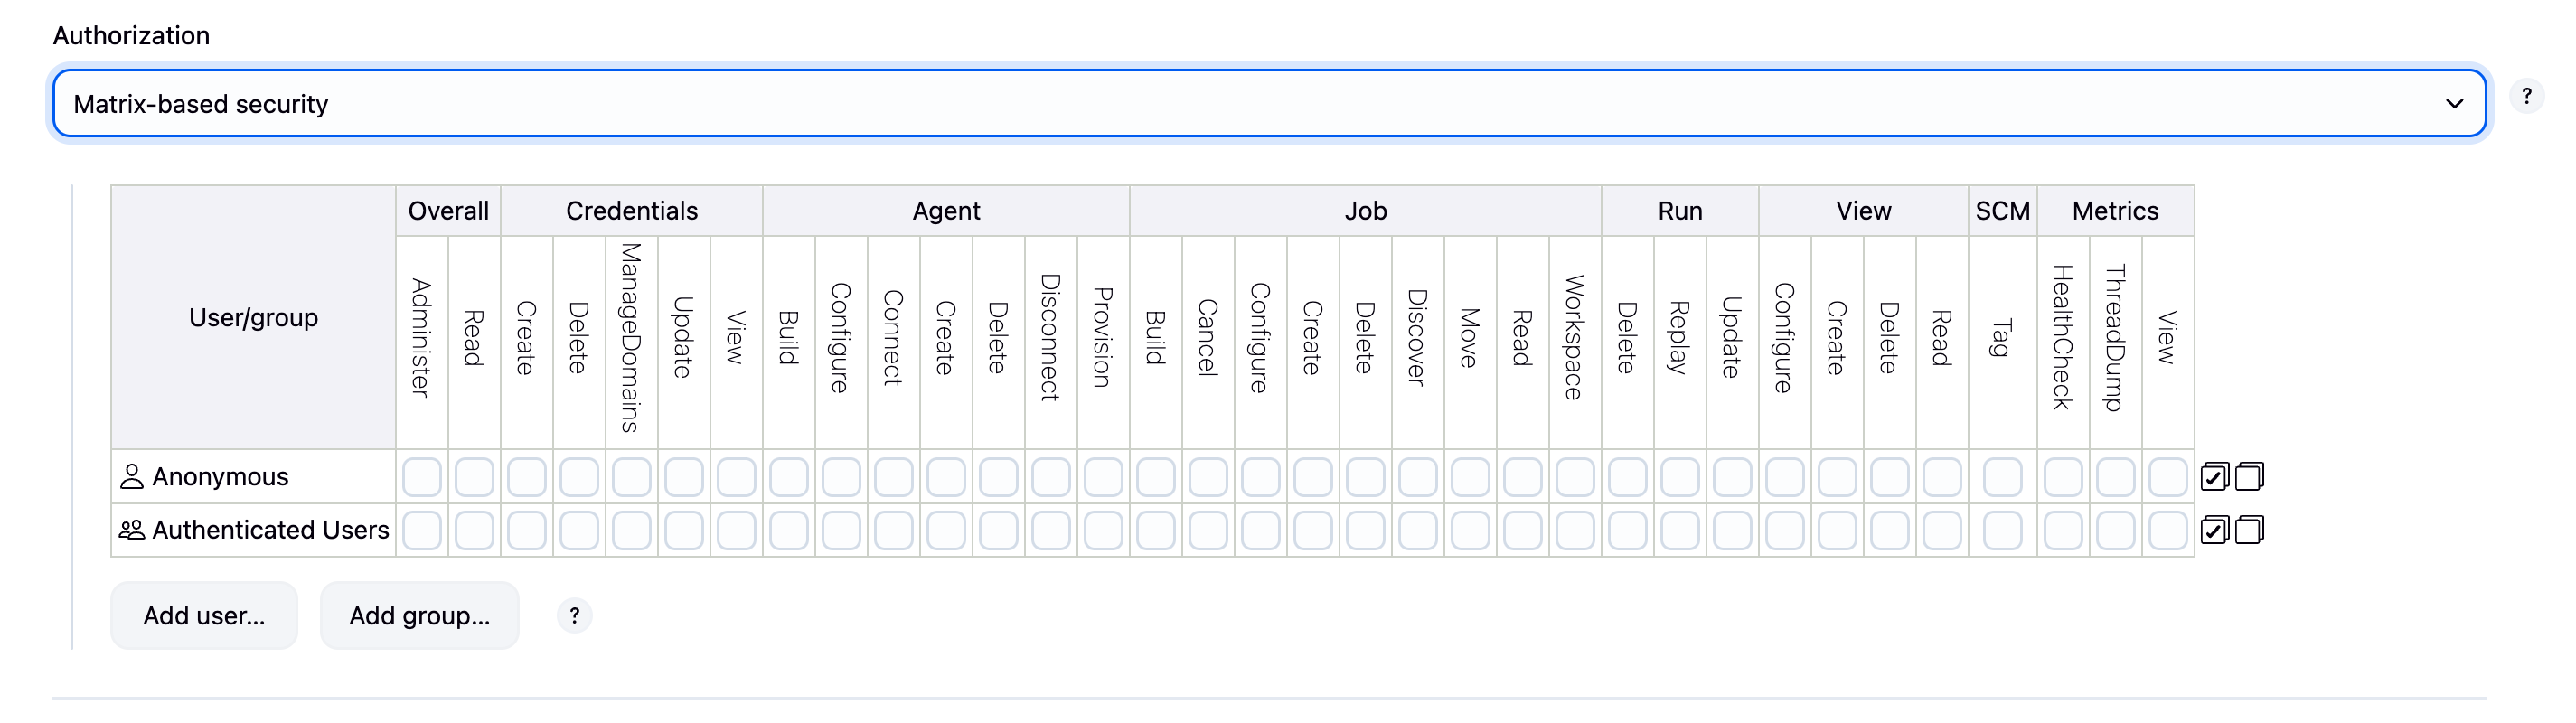 Authorization
Matrix-based security
?
User/group
Overall Credentials Agent Job Run View SCM Metrics
Administer Read Create Delete ManageDomains Update View Build Configure Connect Create Delete Disconnect Provision Build Cancel Configure Create Delete Discover Move Read Workspace Delete Replay Update Configure Create Delete Read Tag HealthCheck ThreadDump View
Anonymous
Authenticated Users
Add user... Add group... ?